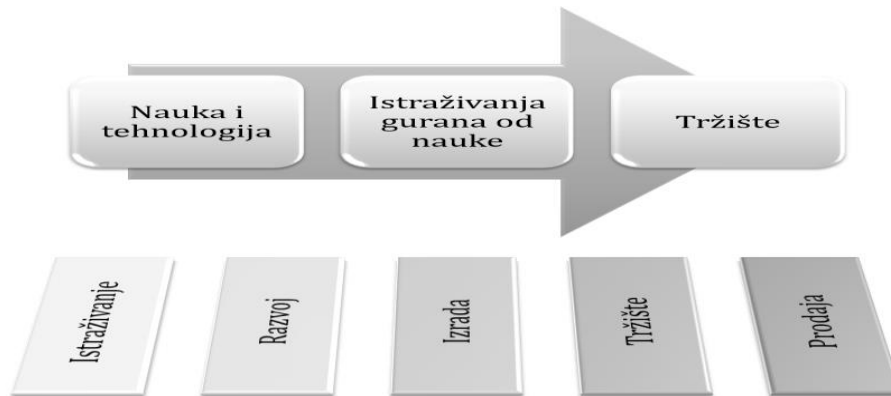 Nauka i
tehnologija
Istraživanja
gurana od
nauke
Tržište
Istraživanje
Razvoj
Izrada
Tržište
Prodaja